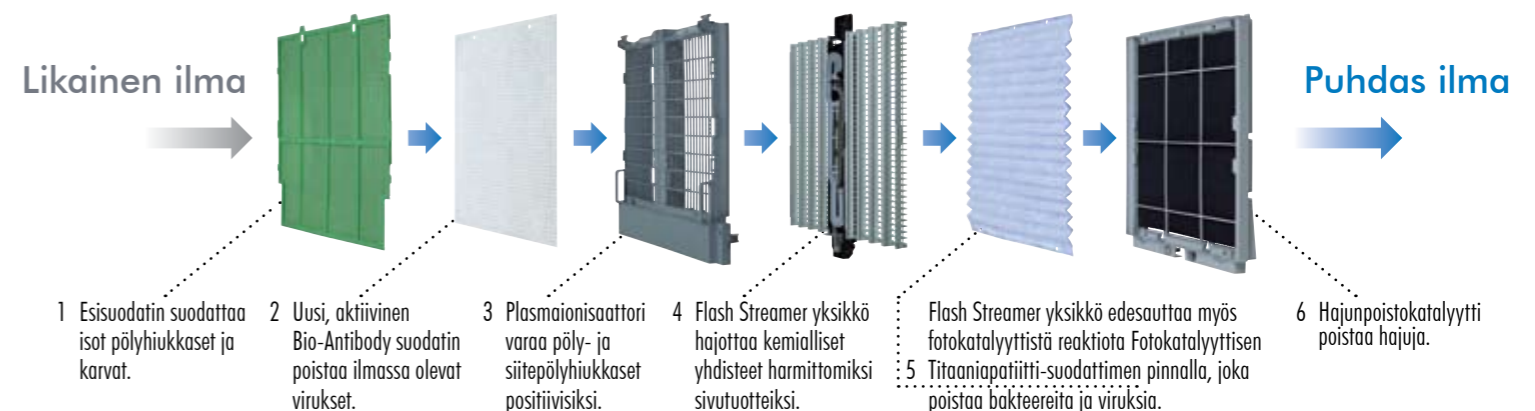 Likainen ilma
Puhdas ilma
1 Esisuodatin suodattaa
isot pölyhiukkaset ja
karvat.
2 Uusi, aktiivinen
Bio-Antibody suodatin
poistaa ilmassa olevat
virukset.
3 Plasmaionisaattori
varaa pöly- ja
siitepölyhiukkaset
positiivisiksi.
4 Flash Streamer yksikkö
hajottaa kemialliset
yhdisteet harmittomiksi
sivutuotteiksi.
Flash Streamer yksikkö edesauttaa myös
fotokatalyyttistä reaktiota Fotokatalyyttisen
5 Titaaniapatiitti-suodattimen pinnalla, joka
poistaa bakteereita ja viruksia.
6 Hajunpoistokatalyytti
poistaa hajuja.